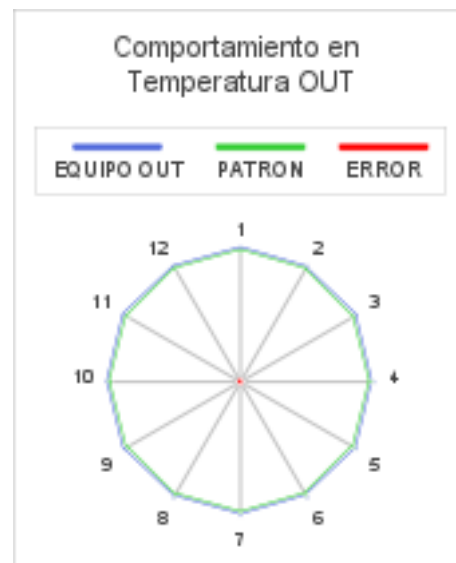 Comportamiento en
Temperatura OUT
EQUIPO OUT PATRON ERROR
1
12 2
11 3
10 4
9 5
8 6
7